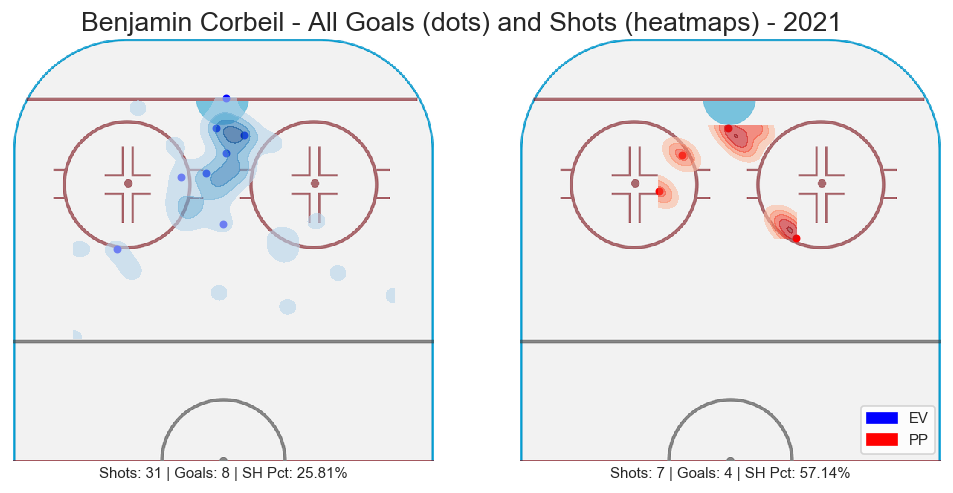 Benjamin Corbeil - All Goals (dots) and Shots (heatmaps) - 2021
EV
PP
Shots: 31 | Goals: 8 | SH Pct: 25.81%
Shots: 7 | Goals: 4 | SH Pct: 57.14%